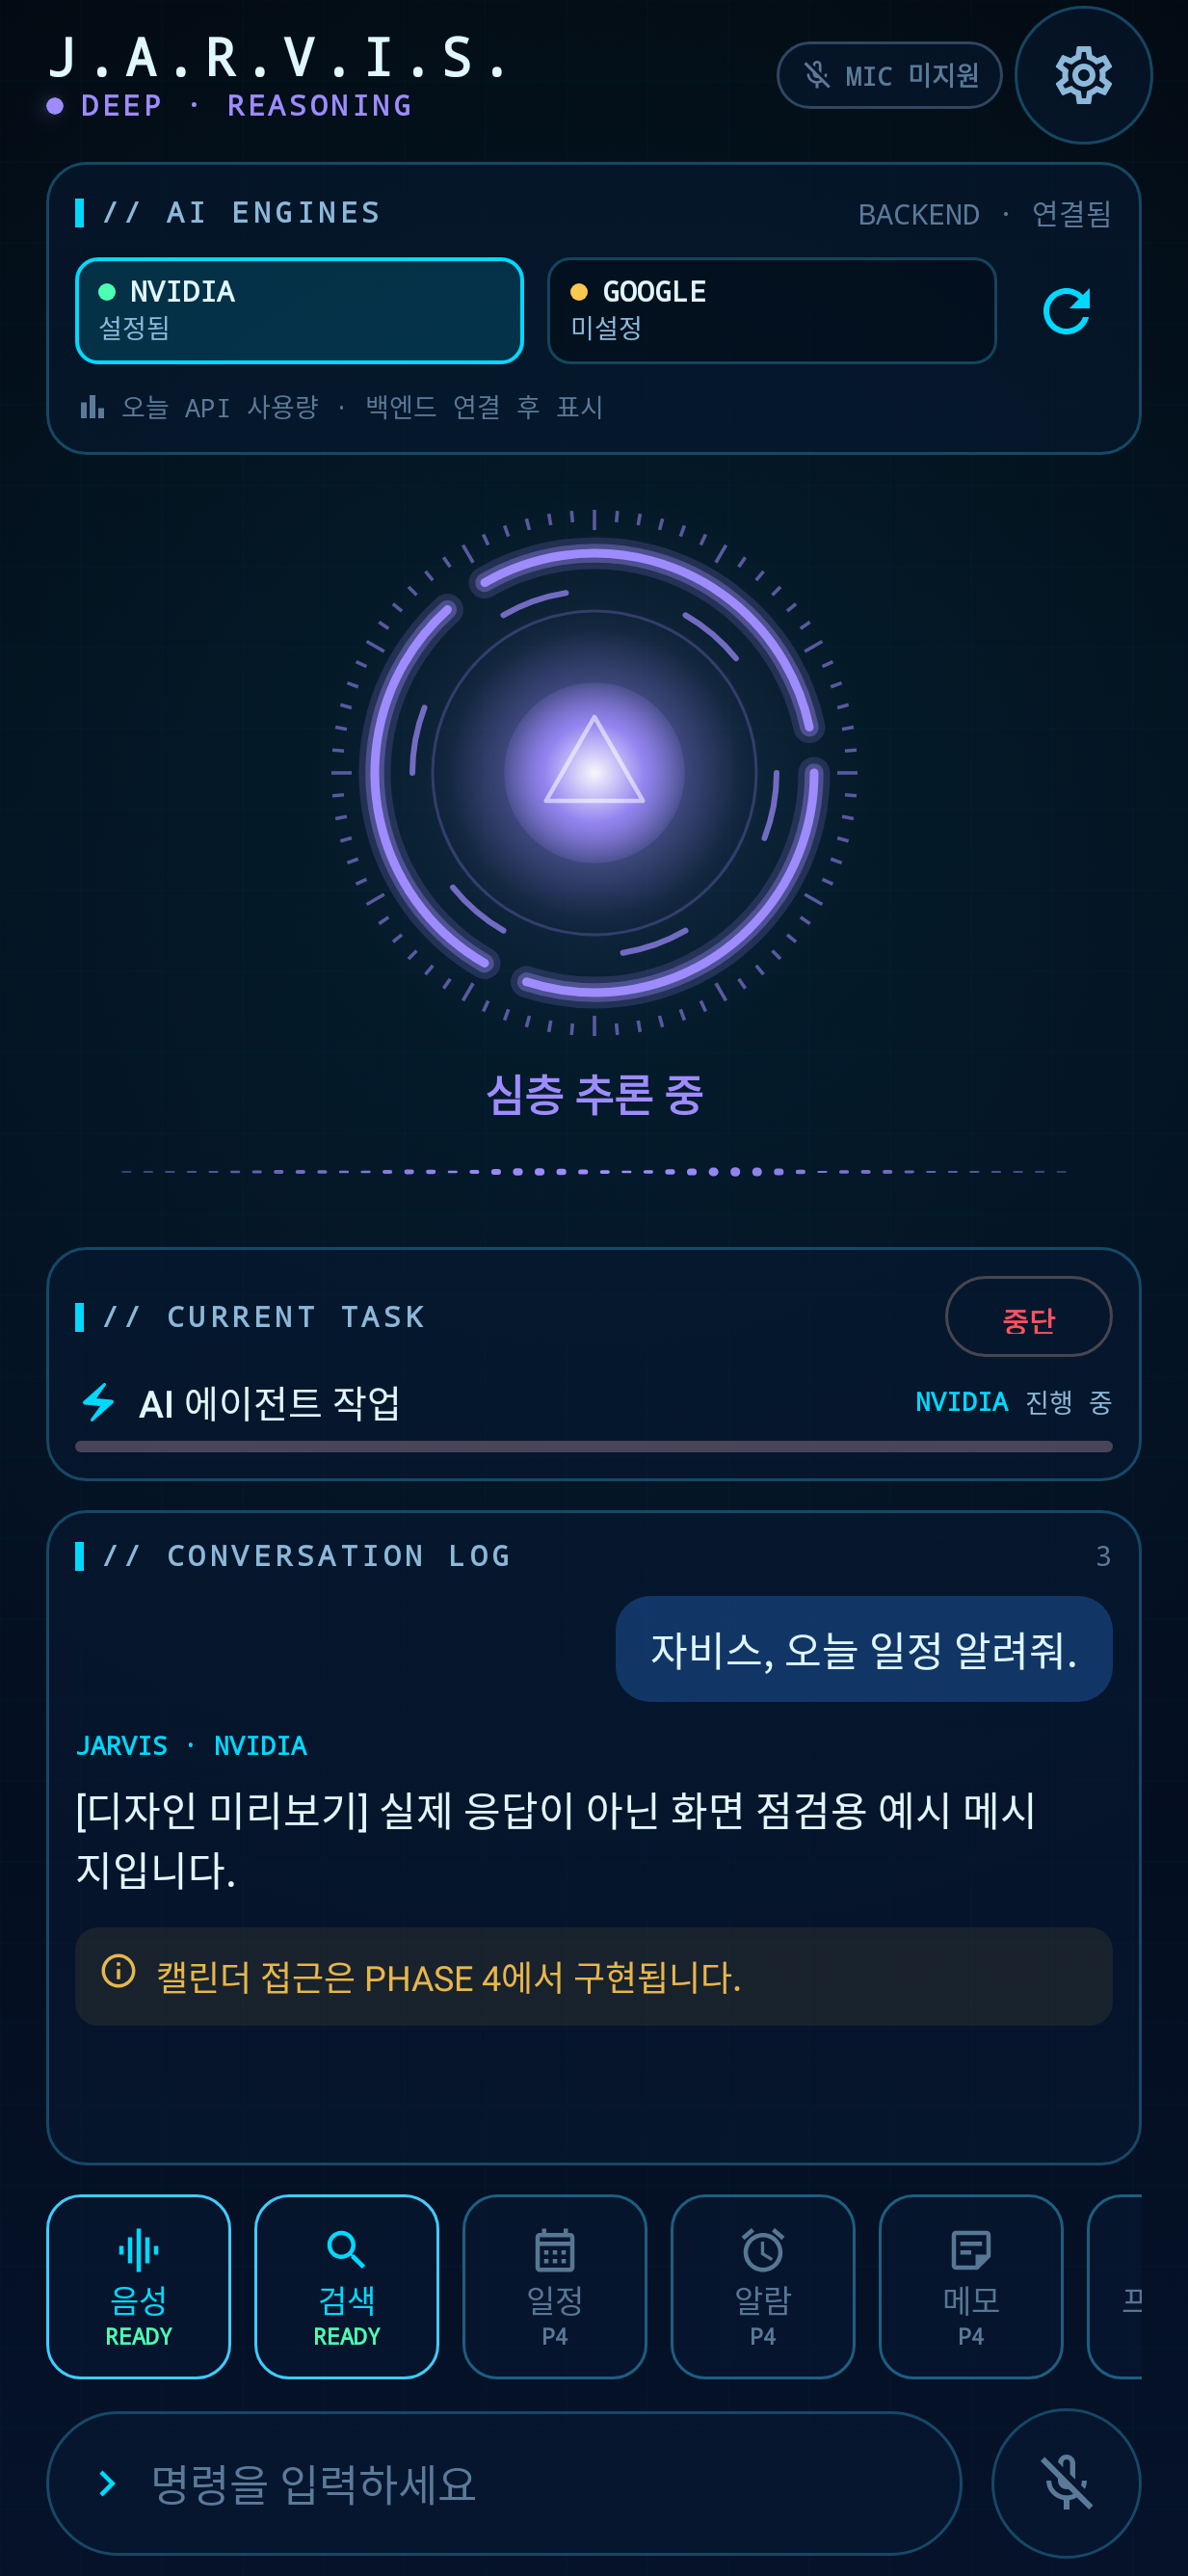 J.A.R.V.I.S.
DEEP · REASONING
MIC 미지원
// AI ENGINES
BACKEND · 연결됨
NVIDIA
설정됨
GOOGLE
미설정
오늘 API 사용량 · 백엔드 연결 후 표시
심층 추론 중
// CURRENT TASK
중단
AI 에이전트 작업
NVIDIA 진행 중
// CONVERSATION LOG
3
자비스, 오늘 일정 알려줘.
JARVIS · NVIDIA
[디자인 미리보기] 실제 응답이 아닌 화면 점검용 예시 메시
지입니다.
캘린더 접근은 PHASE 4에서 구현됩니다.
음성
READY
검색
READY
일정
P4
알람
P4
메모
P4
명령을 입력하세요